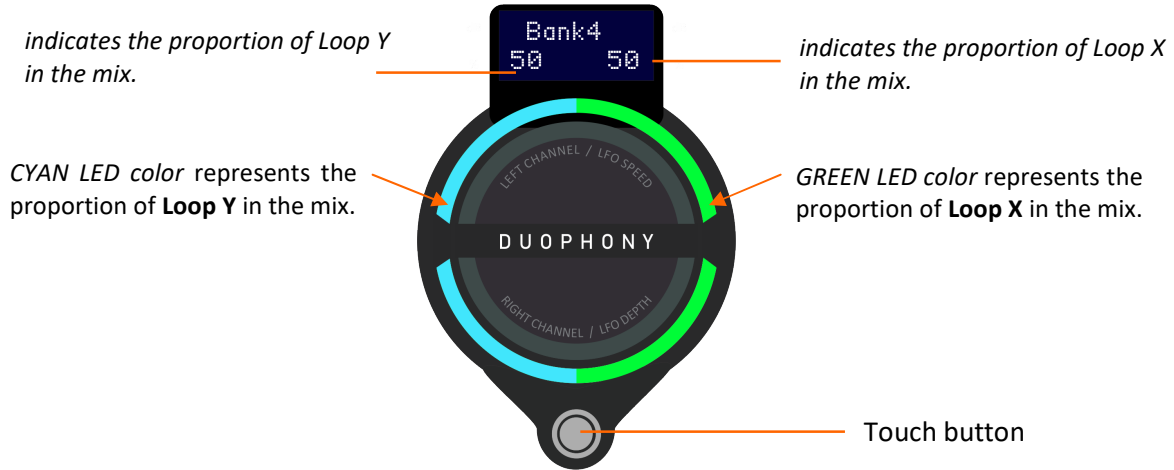 indicates the proportion of Loop Y
in the mix.
Bank4
50 50
indicates the proportion of Loop X
in the mix.
CYAN LED color represents the
proportion of Loop Y in the mix.
LEFT CHANNEL / LFO SPEED
GREEN LED color represents the
proportion of Loop X in the mix.
DUOPHONY
RIGHT CHANNEL / LFO DEPTH
Touch button